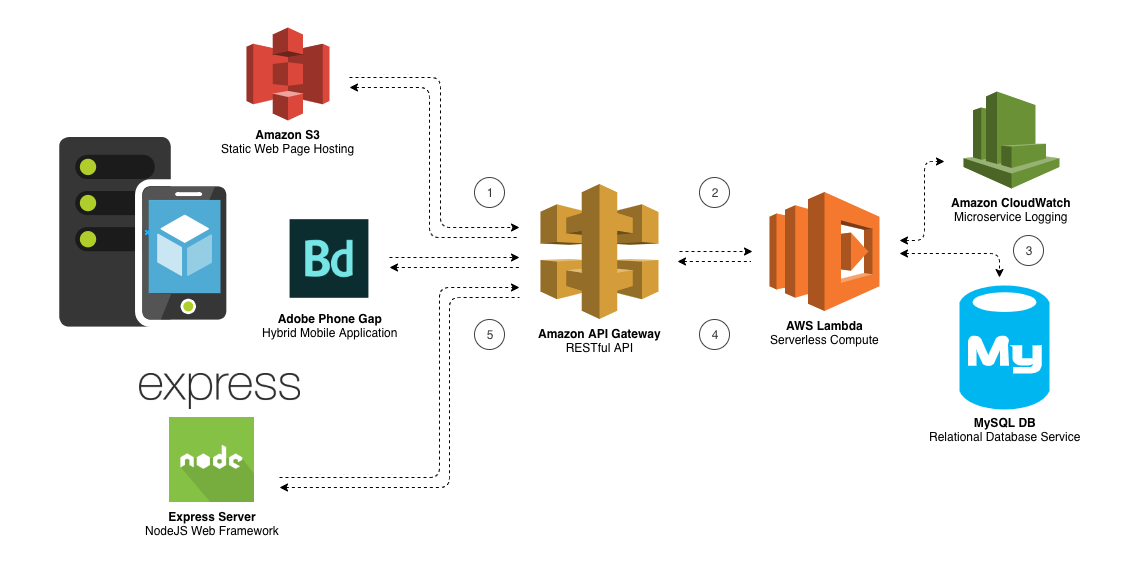 Amazon S3
Static Web Page Hosting
Bd
Adobe Phone Gap
Hybrid Mobile Application
express
node
Express Server
NodeJS Web Framework
1
5
Amazon API Gateway
RESTful API
2
4
AWS Lambda
Serverless Compute
Amazon CloudWatch
Microservice Logging
3
My
MySQL DB
Relational Database Service